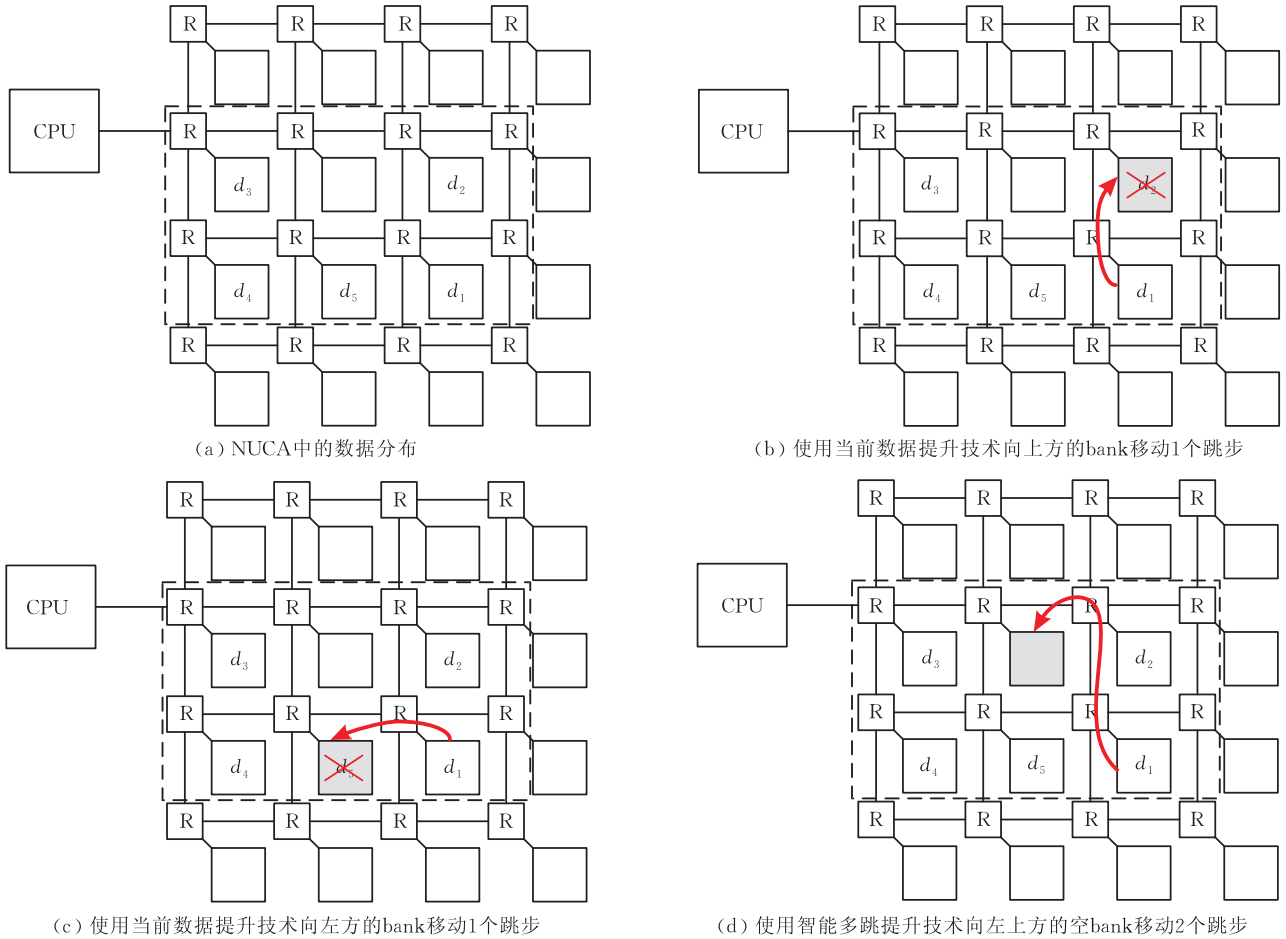 R R R R
CPU R R R R
d₃ d₂
R R R R
d₄ d₅ d₁
R R R R
(a) NUCA中的数据分布
R R R R
CPU R R R R
d₃ d₂
R R R R
d₄ d₅ d₁
R R R R
(b) 使用当前数据提升技术向上方的bank移动1个跳步
R R R R
CPU R R R R
d₃ d₂
R R R R
d₄ d₅ d₁
R R R R
(c) 使用当前数据提升技术向左方的bank移动1个跳步
R R R R
CPU R R R R
d₃ d₂
R R R R
d₄ d₅ d₁
R R R R
(d) 使用智能多跳提升技术向左上方的空bank移动2个跳步